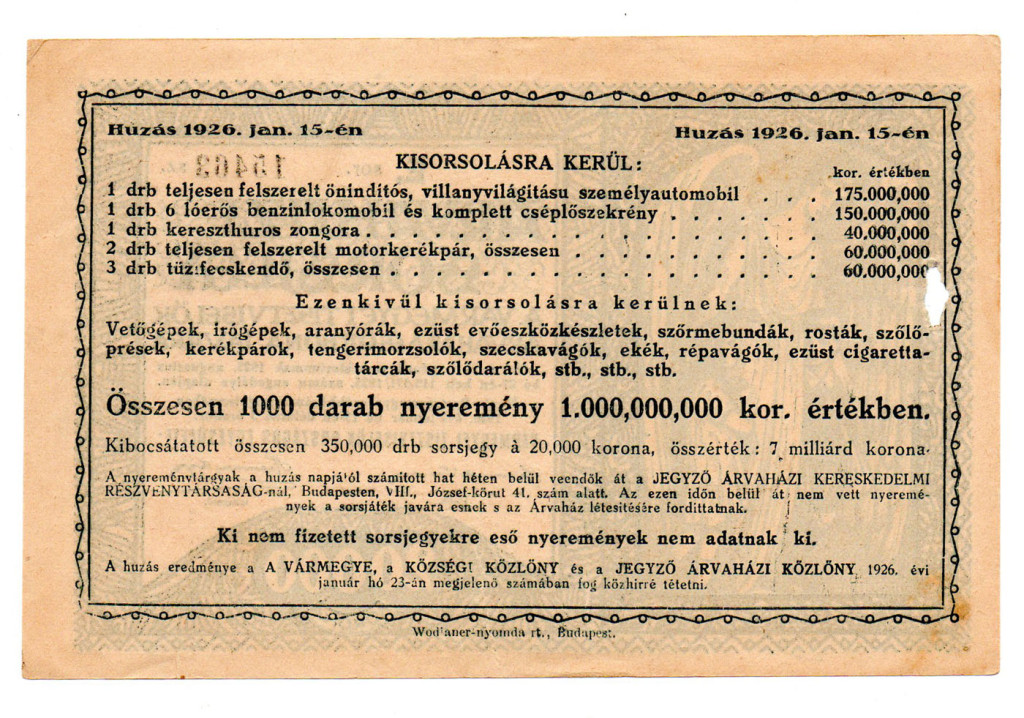 Huzás 1926. Jan. 15-én Huzás 1926. Jan. 15-én
KISORSOLÁSRA KERÜL: kor. értékben
1 drb teljesen felszerelt önindítós, villanyvilágitásu személyautomobil . . . 175.000,000
1 drb 6 lóerős benzinlokomobil és komplett cséplőszekrény . . . . . . . 150.000,000
1 drb kereszthuros zongora . . . . . . . . . . . . . . . . . 40.000,000
2 drb teljesen felszerelt motorkerékpár, összesen . . . . . . . . . . 60.000,000
3 drb tüzifecskendő, összesen . . . . . . . . . . . . . . . . 60.000,000
Ezenkivül kisorsolásra kerülnek:
Vetőgépek, irógépek, aranyórák, ezüst evőeszközkészletek, szőrmebundák, rosták, szőlő-
prések, kerékpárok, tengerimorzsolók, szecskavágók, ekék, répavágók, ezüst cigaretta-
tárcák, szőlődarálók, stb., stb., stb.
Összesen 1000 darab nyeremény 1.000,000,000 kor. értékben.
Kibocsátatott összesen 350,000 drb sorsjegy à 20,000 korona, összérték: 7 milliárd korona.
A nyereménytárgyak a huzás napjától számitott hat héten belül veendők át a JEGYZŐ ÁRVAHÁZI KERESKEDELMI
RÉSZVÉNYTÁRSASÁG-nál, Budapesten, VIII., József-körut 41. szám alatt. Az ezen időn belül át nem vett nyeremé-
nyek a sorsjáték javára esnek s az Árvaház létesitésére fordittatnak.
Ki nem fizetett sorsjegyekre eső nyeremények nem adatnak ki.
A huzás eredménye a A VÁRMEGYE, a KÖZSÉGI KÖZLÖNY és a JEGYZŐ ÁRVAHÁZI KÖZLÖNY 1926. évi
január hó 23-án megjelenő számában fog közhirré tétetni.
Wodianer-nyomda rt., Budapest.